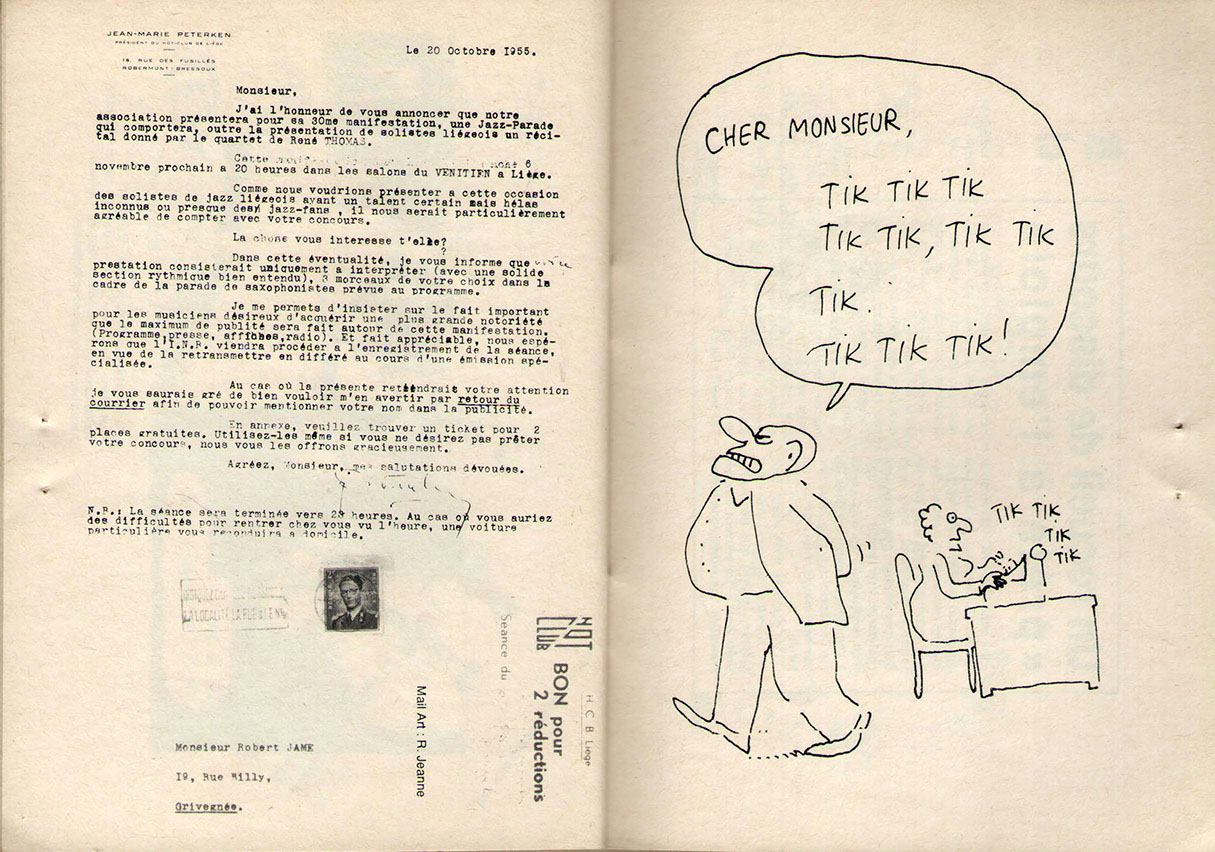 JEAN-MARIE PETERKEN
PRÉSIDENT DU HOT-CLUB DE LIÉGE
16, RUE DES FUSILLÉS
ROBERMONT-BRESSOUX
Le 20 Octobre I955.
Monsieur,
J'ai l'honneur de vous annoncer que notre
association présentera pour sa 30me manifestation, une Jazz-Parade
qui comportera, outre la présentation de solistes liégeois un réci-
tal donné par le quartet de René THOMAS.
Cette 6
novembre prochain a 20 heures dans les salons du VENITIEN a Liége.
Comme nous voudrions présenter a cette occasion
des solistes de jazz liégeois ayant un talent certain mais hélas
inconnus ou presque des jazz-fans , il nous serait particulièrement
agréable de compter avec votre concours.
La chose vous interesse t'elle?
?
Dans cette éventualité, je vous informe que votre
prestation consisterait uniquement a interpréter (avec une solide
section rythmique bien entendu), 3 morceaux de votre choix dans la
cadre de la parade de saxophonistes prévue au programme.
Je me permets d'insister sur le fait important
pour les musiciens désireux d'acquérir une plus grande notoriété
que le maximum de publité sera fait autour de cette manifestation.
(Programme,presse, affiches,radio). Et fait appréciable, nous espé-
rons que l'I.N.R. viendra procéder a l'enregistrement de la séance,
en vue de la retransmettre en différé au cours d'une émission spé-
cialisée.
Au cas où la présente retiendrait votre attention
je vous saurais gré de bien vouloir m'en avertir par retour du
courrier afin de pouvoir mentionner votre nom dans la publicité.
En annexe, veuillez trouver un ticket pour 2
places gratuites. Utilisez-les même si vous ne désirez pas prêter
votre concours, nous vous les offrons gracieusement.
Agréez, Monsieur, mes salutations dévouées.
N.B.: La séance sera terminée vers 23 heures. Au cas où vous auriez
des difficultés pour rentrer chez vous vu l'heure, une voiture
particulière vous reconduira a domicile.
LA LOCALITÉ, LA RUE
Monsieur Robert JAME
I9, Rue Willy,
Grivegnée.
Mail Art : R. Jeanne
Séance du
HOT
CLUB
BON pour
2 réductions
H. C. B. Liége
CHER MONSIEUR,
TIK TIK TIK
TIK TIK, TIK TIK
TIK.
TIK TIK TIK!
TIK TIK
TIK
TIK